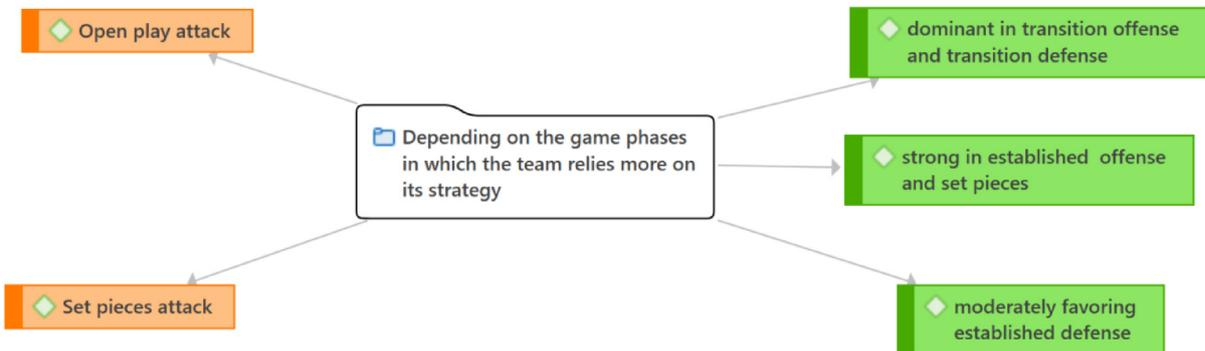 Open play attack
dominant in transition offense
and transition defense
Depending on the game phases
in which the team relies more on
its strategy
strong in established offense
and set pieces
Set pieces attack
moderately favoring
established defense